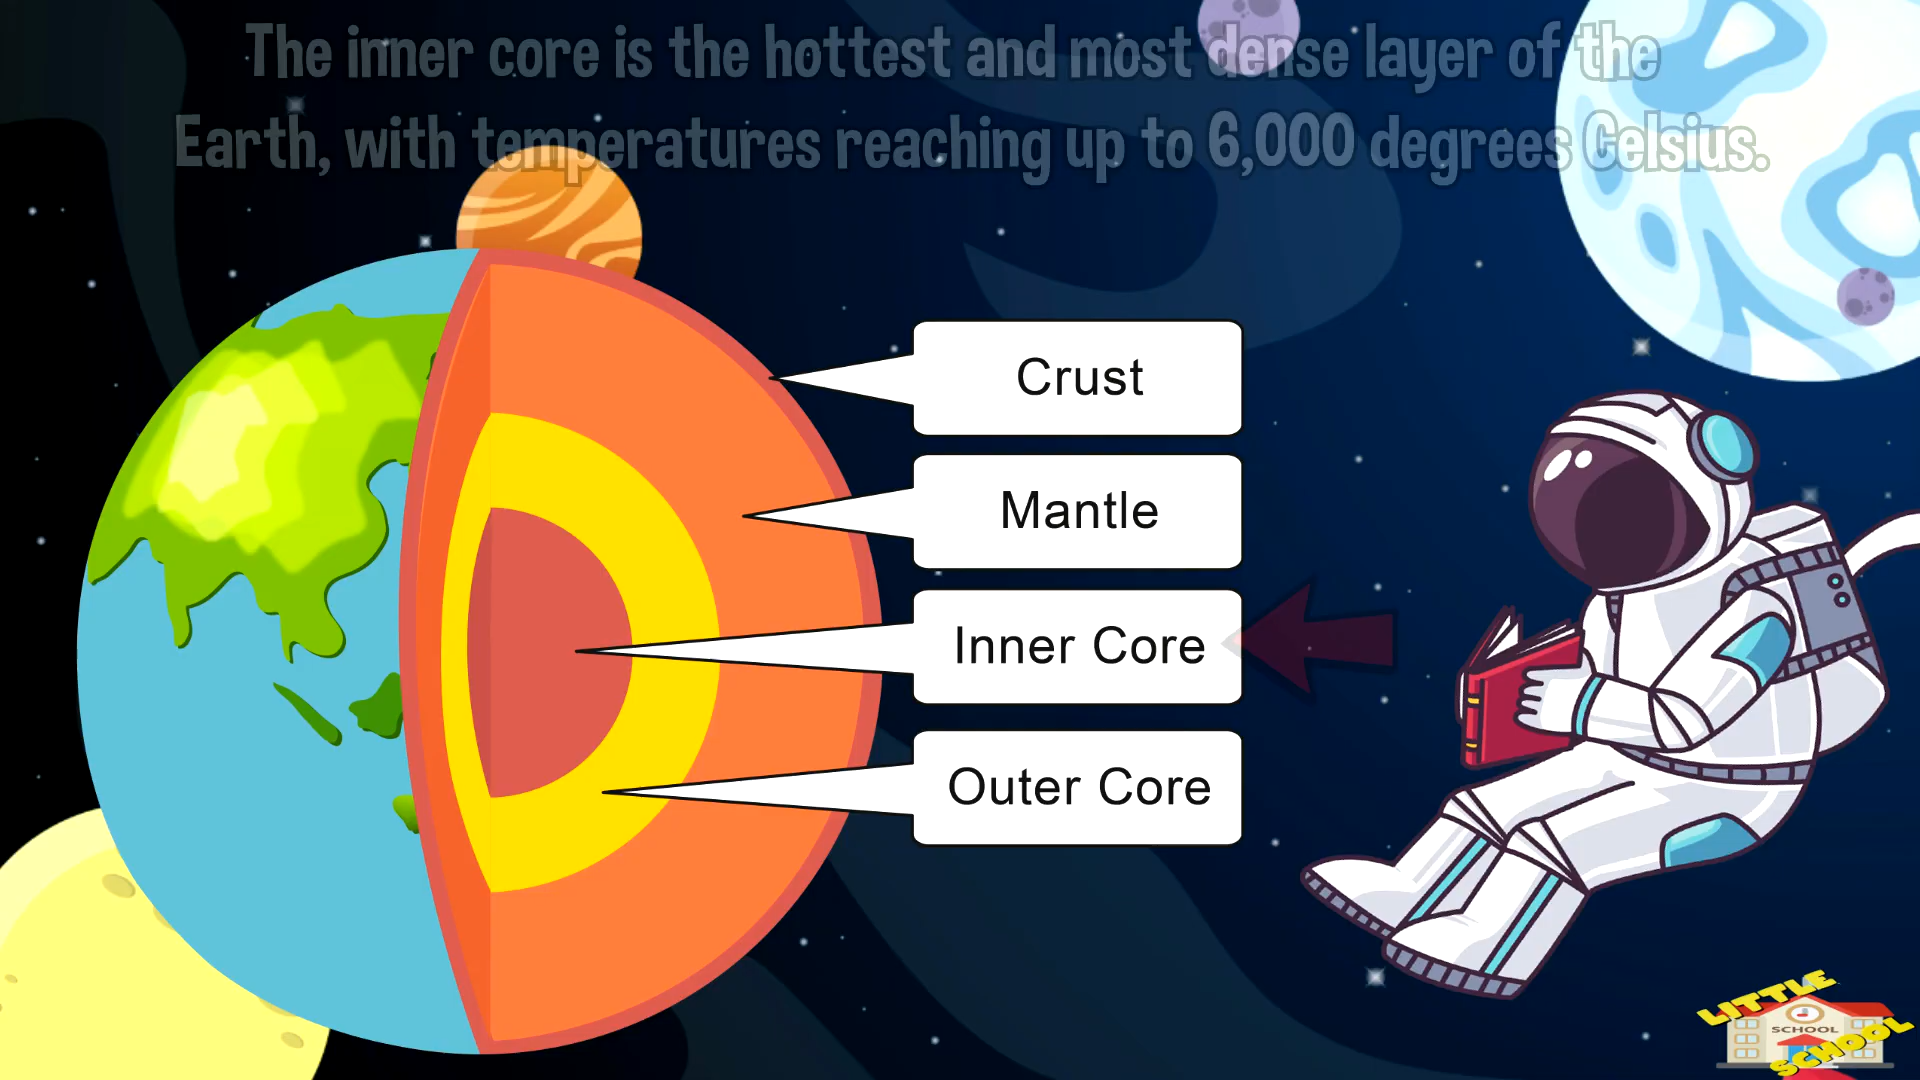 The inner core is the hottest and most dense layer of the
Earth, with temperatures reaching up to 6,000 degrees Celsius.
Crust
Mantle
Inner Core
Outer Core
LITTLE
SCHOOL
SCHOOL